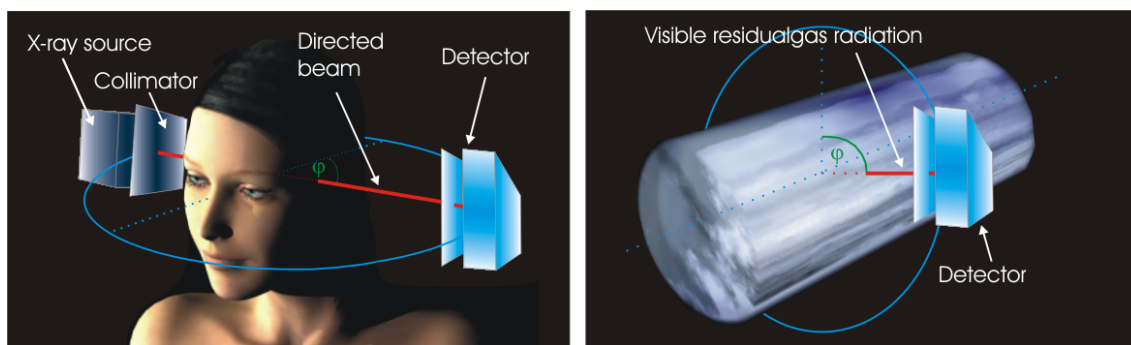 X-ray source
Collimator
Directed
beam
Detector
φ
Visible residualgas radiation
φ
Detector